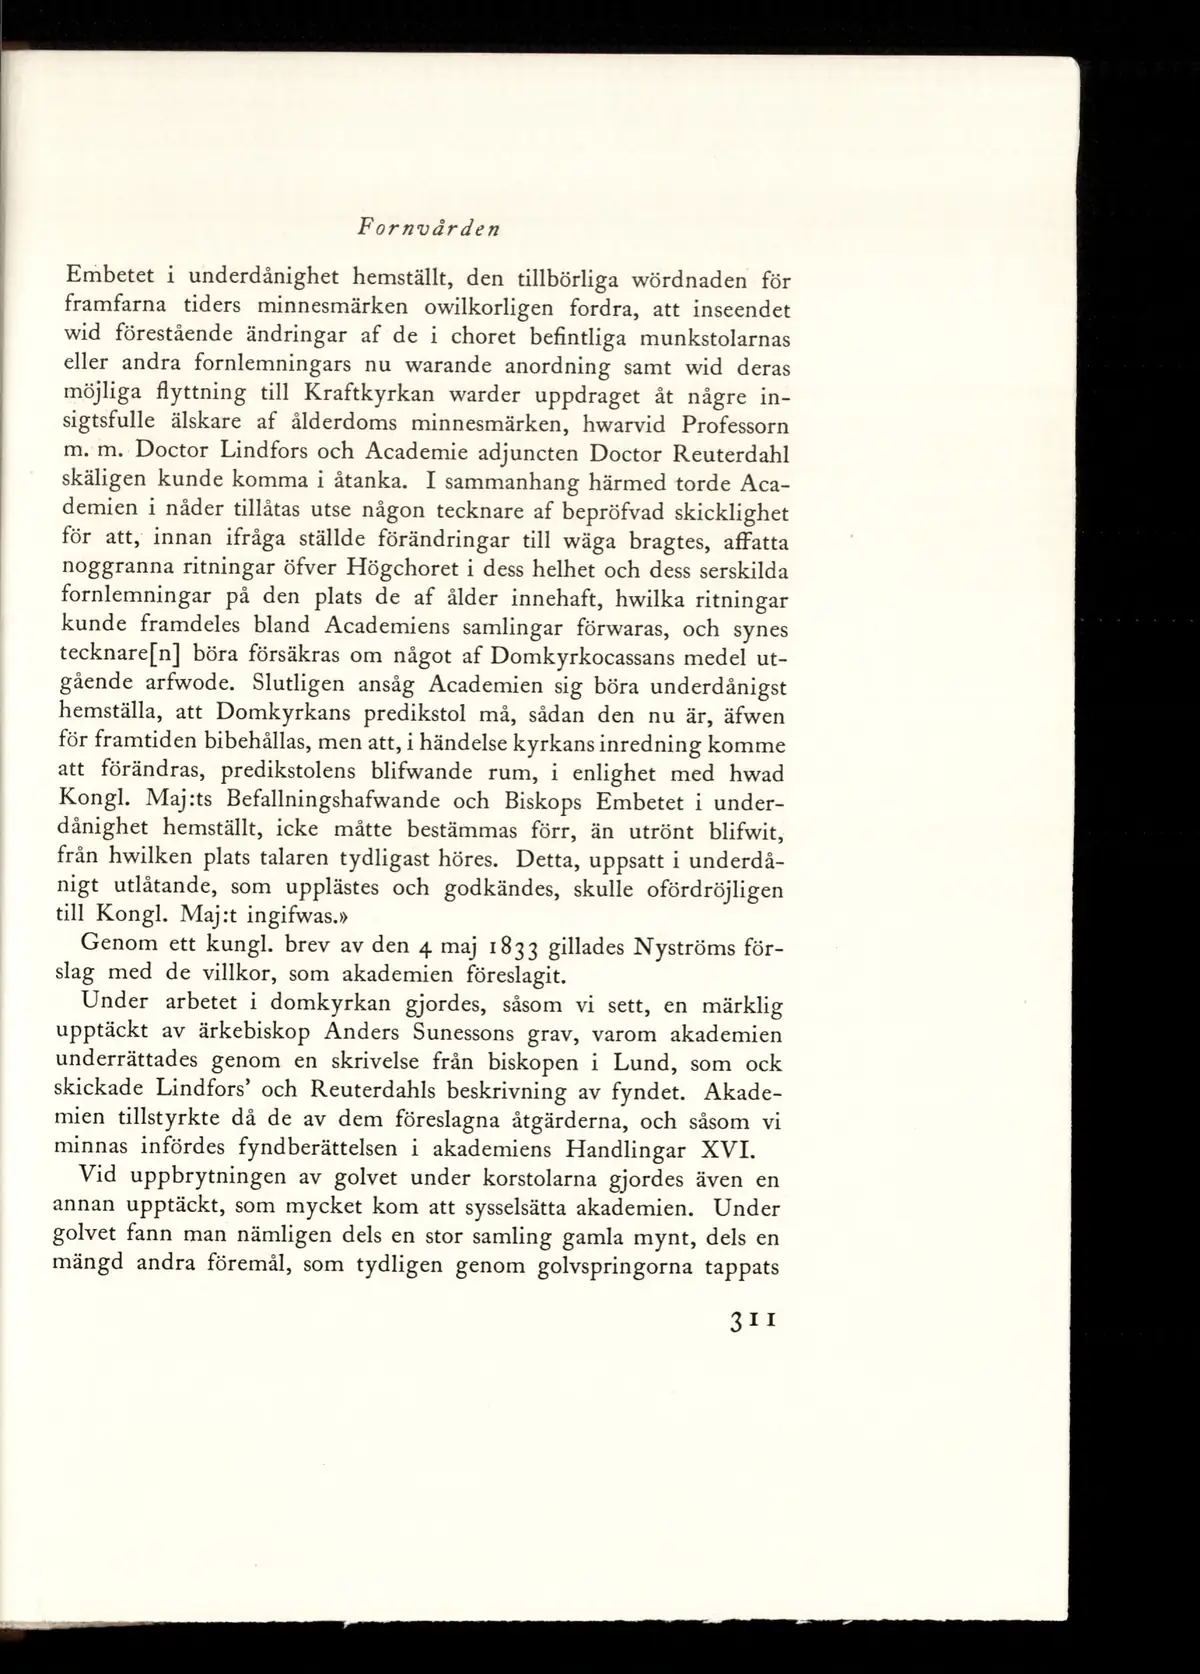 Fornvården
Embetet i underdånighet hemställt, den tillbörliga wördnaden för
framfarna tiders minnesmärken owilkorligen fordra, att inseendet
wid förestående ändringar af de i choret befintliga munkstolarnas
eller andra fornlemningars nu warande anordning samt wid deras
möjliga flyttning till Kraftkyrkan warder uppdraget åt någre in-
sigtsfulle älskare af ålderdoms minnesmärken, hwarvid Professorn
m. m. Doctor Lindfors och Academie adjuncten Doctor Reuterdahl
skäligen kunde komma i åtanka. I sammanhang härmed torde Aca-
demien i nåder tillåtas utse någon tecknare af bepröfvad skicklighet
för att, innan ifråga ställde förändringar till wäga bragtes, affatta
noggranna ritningar öfver Högchoret i dess helhet och dess serskilda
fornlemningar på den plats de af ålder innehaft, hwilka ritningar
kunde framdeles bland Academiens samlingar förwaras, och synes
tecknare[n] böra försäkras om något af Domkyrkocassans medel ut-
gående arfwode. Slutligen ansåg Academien sig böra underdånigst
hemställa, att Domkyrkans predikstol må, sådan den nu är, äfwen
för framtiden bibehållas, men att, i händelse kyrkans inredning komme
att förändras, predikstolens blifwande rum, i enlighet med hwad
Kongl. Maj:ts Befallningshafwande och Biskops Embetet i under-
dånighet hemställt, icke måtte bestämmas förr, än utrönt blifwit,
från hwilken plats talaren tydligast höres. Detta, uppsatt i underdå-
nigt utlåtande, som upplästes och godkändes, skulle ofördröjligen
till Kongl. Maj:t ingifwas.»
Genom ett kungl. brev av den 4 maj 1833 gillades Nyströms för-
slag med de villkor, som akademien föreslagit.
Under arbetet i domkyrkan gjordes, såsom vi sett, en märklig
upptäckt av ärkebiskop Anders Sunessons grav, varom akademien
underrättades genom en skrivelse från biskopen i Lund, som ock
skickade Lindfors’ och Reuterdahls beskrivning av fyndet. Akade-
mien tillstyrkte då de av dem föreslagna åtgärderna, och såsom vi
minnas infördes fyndberättelsen i akademiens Handlingar XVI.
Vid uppbrytningen av golvet under korstolarna gjordes även en
annan upptäckt, som mycket kom att sysselsätta akademien. Under
golvet fann man nämligen dels en stor samling gamla mynt, dels en
mängd andra föremål, som tydligen genom golvspringorna tappats
311